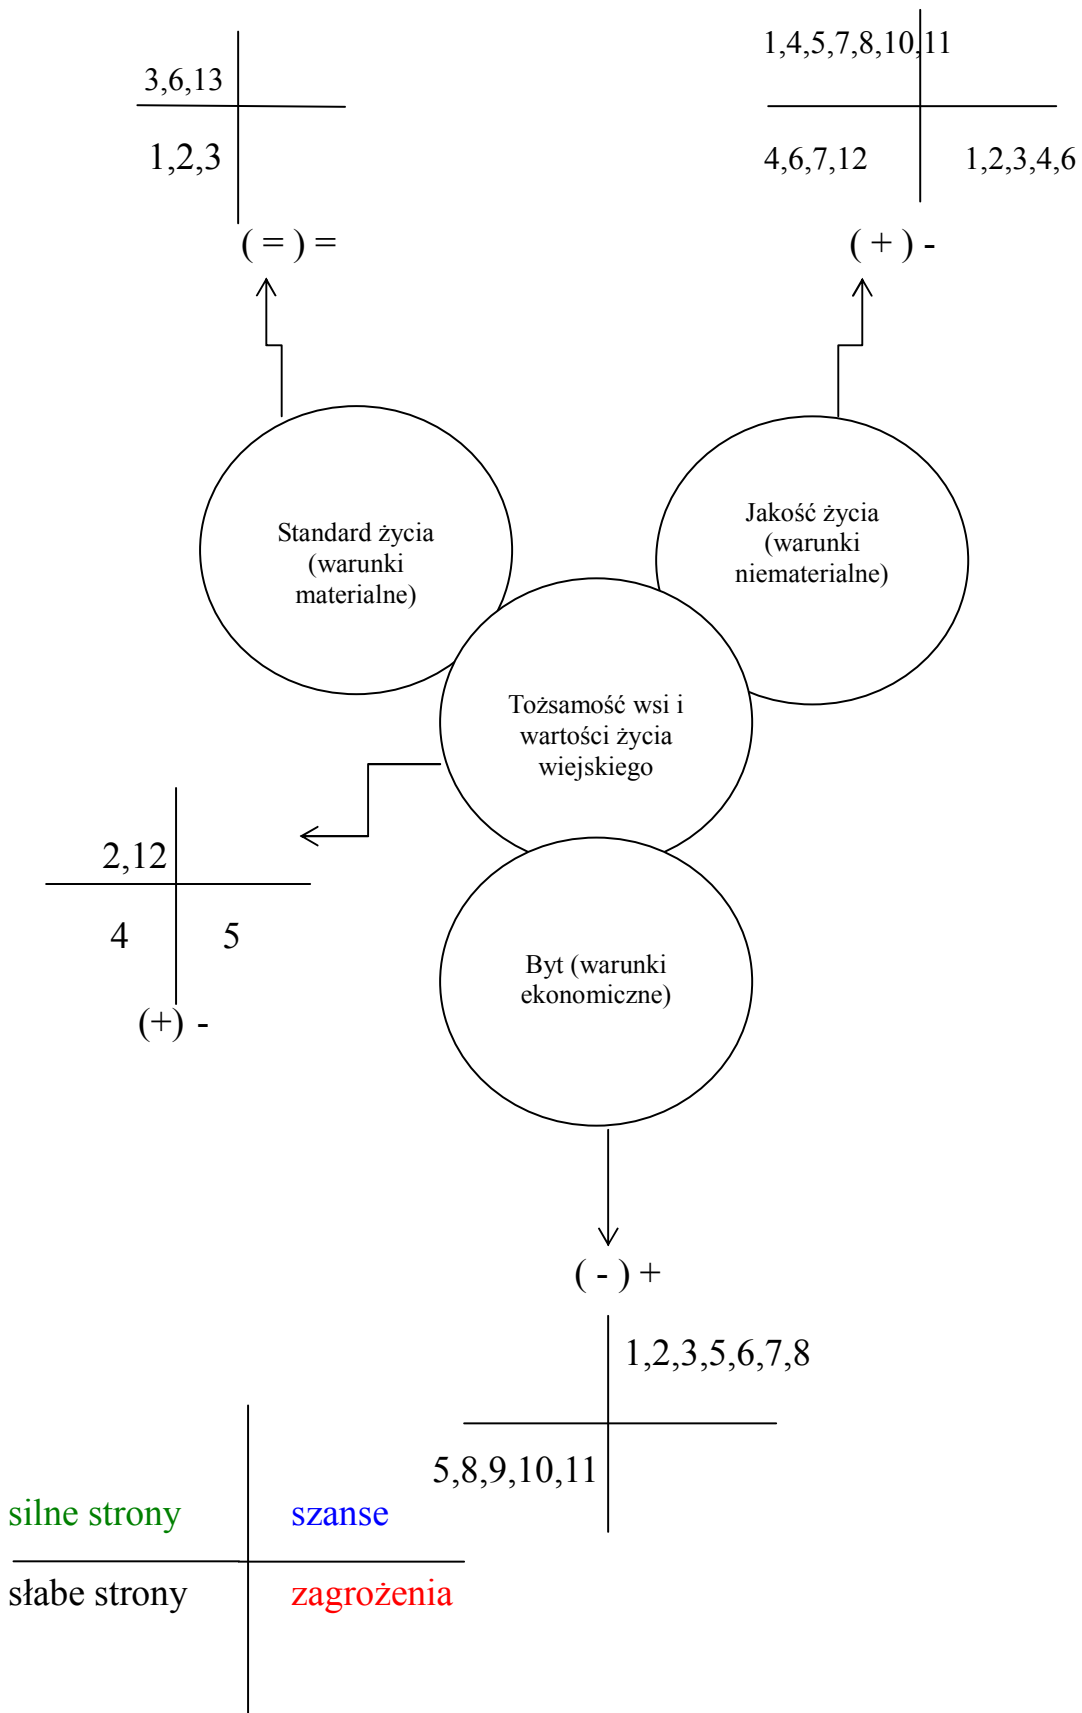 3,6,13
1,2,3
( = ) =
1,4,5,7,8,10,11
4,6,7,12
1,2,3,4,6
( + ) -
Standard życia
(warunki
materialne)
Jakość życia
(warunki
niematerialne)
Tożsamość wsi i
wartości życia
wiejskiego
2,12
4
5
(+) -
Byt (warunki
ekonomiczne)
( - ) +
1,2,3,5,6,7,8
5,8,9,10,11
silne strony
szanse
słabe strony
zagrożenia